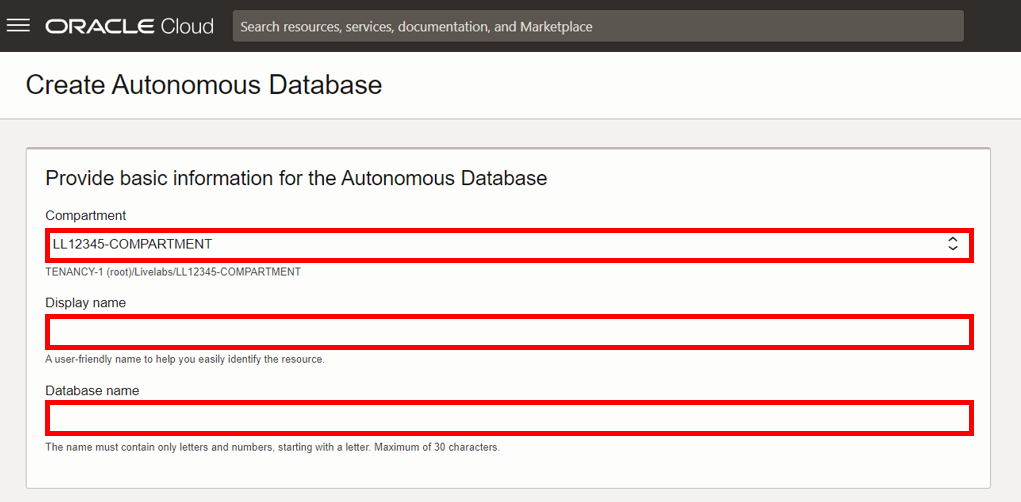 ORACLE Cloud
Search resources, services, documentation, and Marketplace
Create Autonomous Database
Provide basic information for the Autonomous Database
Compartment
LL12345-COMPARTMENT
TENANCY-1 (root)/Livelabs/LL12345-COMPARTMENT
Display name
A user-friendly name to help you easily identify the resource.
Database name
The name must contain only letters and numbers, starting with a letter. Maximum of 30 characters.